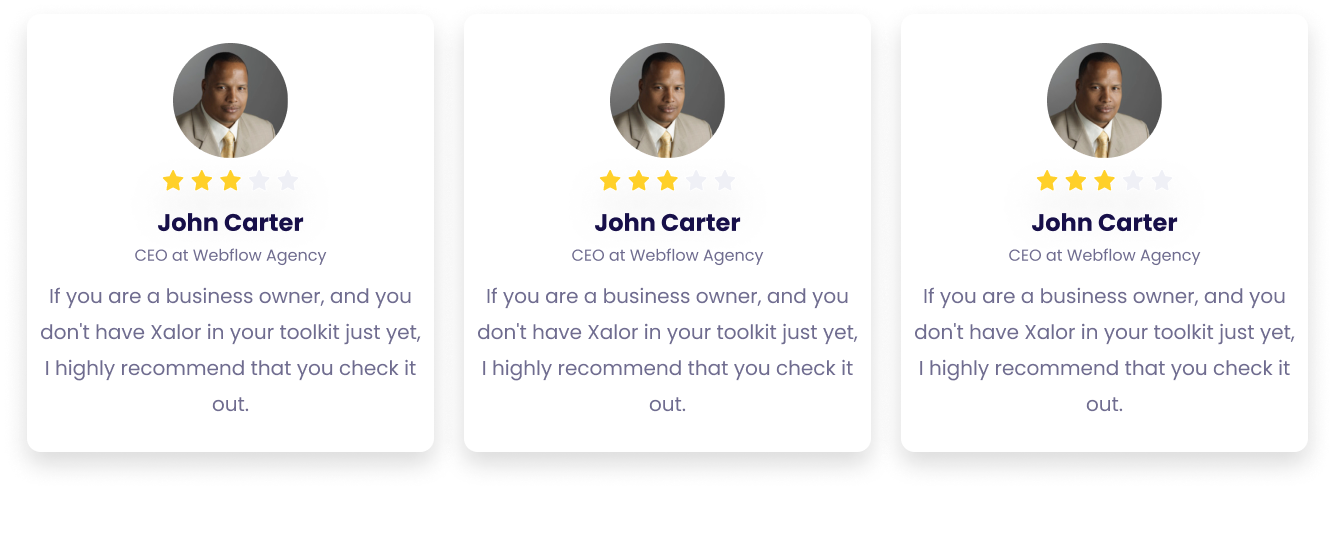 John Carter
CEO at Webflow Agency
If you are a business owner, and you
don't have Xalor in your toolkit just yet,
I highly recommend that you check it
out.
John Carter
CEO at Webflow Agency
If you are a business owner, and you
don't have Xalor in your toolkit just yet,
I highly recommend that you check it
out.
John Carter
CEO at Webflow Agency
If you are a business owner, and you
don't have Xalor in your toolkit just yet,
I highly recommend that you check it
out.